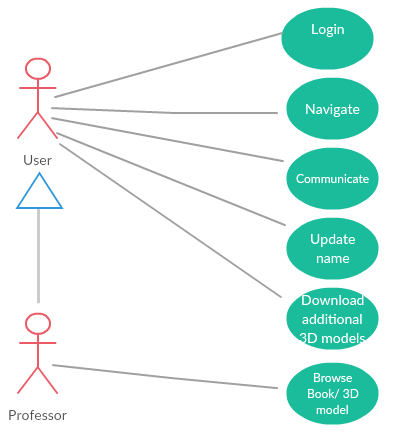 Login
Navigate
Communicate
Update
name
Download
additional
3D models
Browse
Book/ 3D
model
User
Professor